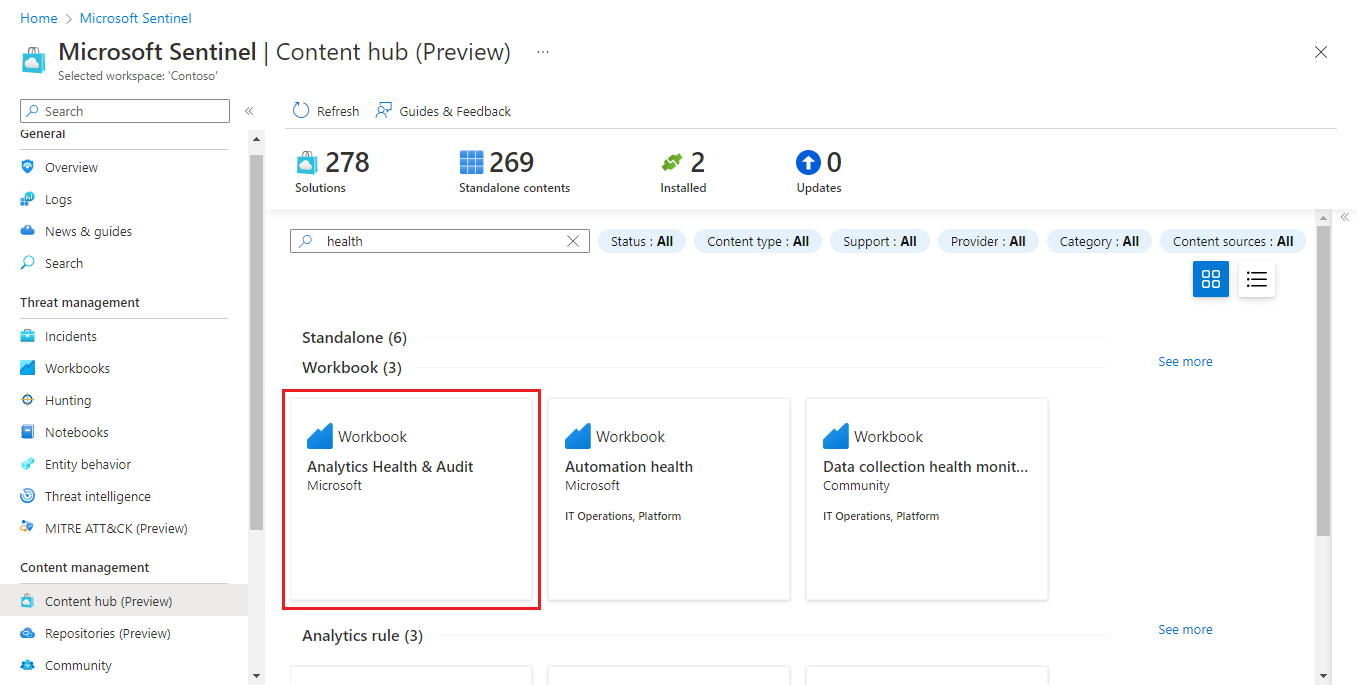 Home > Microsoft Sentinel
Microsoft Sentinel | Content hub (Preview) ...
Selected workspace: 'Contoso'
Search
General
Overview
Logs
News & guides
Search
Threat management
Incidents
Workbooks
Hunting
Notebooks
Entity behavior
Threat intelligence
MITRE ATT&CK (Preview)
Content management
Content hub (Preview)
Repositories (Preview)
Community
Refresh
Guides & Feedback
278
Solutions
269
Standalone contents
2
Installed
0
Updates
health
Status : All
Content type : All
Support : All
Provider : All
Category : All
Content sources : All
Standalone (6)
Workbook (3)
See more
Workbook
Analytics Health & Audit
Microsoft
Workbook
Automation health
Microsoft
IT Operations, Platform
Workbook
Data collection health monit...
Community
IT Operations, Platform
Analytics rule (3)
See more